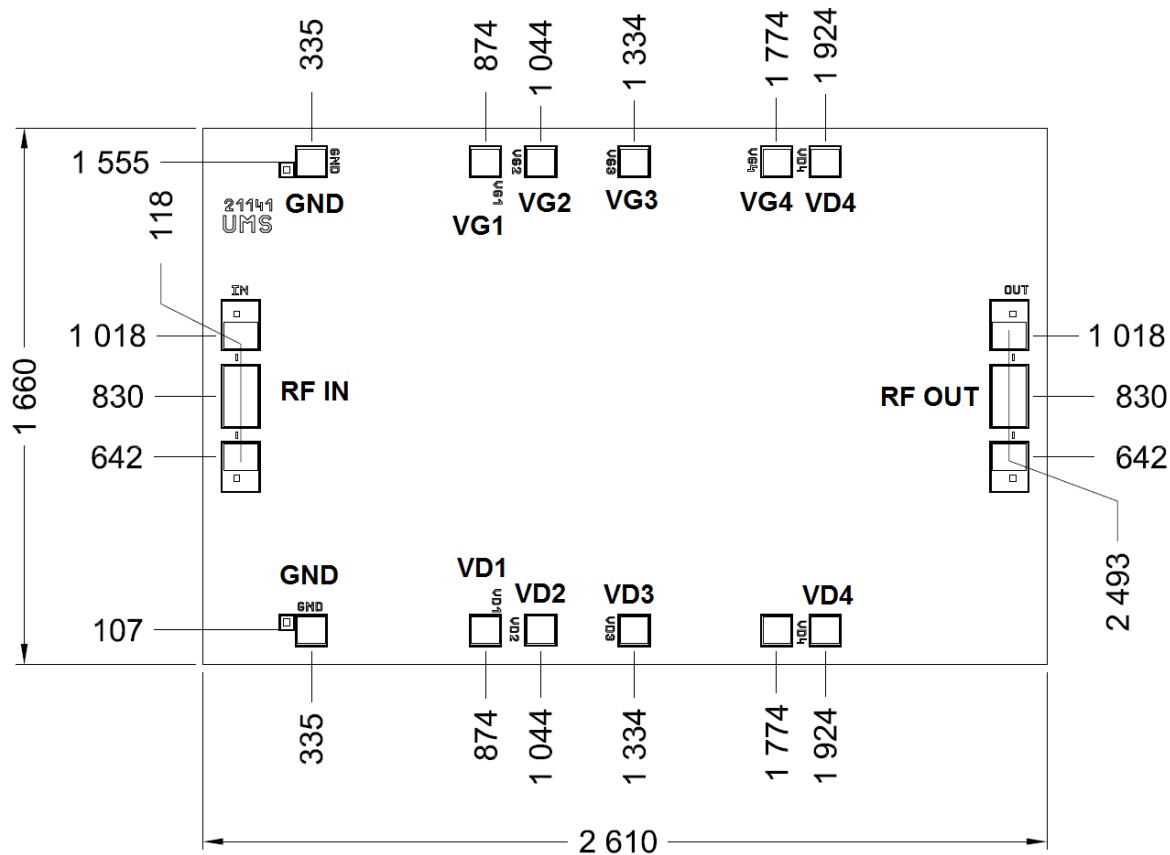 335
874
1 044
1 334
1 774
1 924
1 555
GND
VG1
VG2
VG3
VG4
VD4
GND
VG1
VG2
VG3
VG4
VD4
118
21141
UMS
IN
OUT
1 018
1 018
1 660
830
RF IN
RF OUT
830
642
642
2 493
GND
VD1
VD2
VD3
VD4
GND
VD1
VD2
VD3
VD4
107
335
874
1 044
1 334
1 774
1 924
2 610